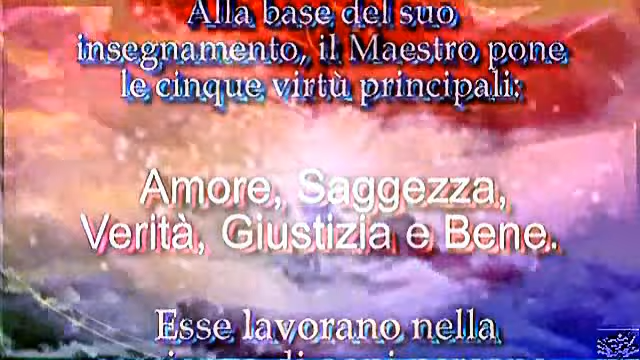 Alla base del suo
insegnamento, il Maestro pone
le cinque virtù principali:
Amore, Saggezza,
Verità, Giustizia e Bene.
Esse lavorano nella